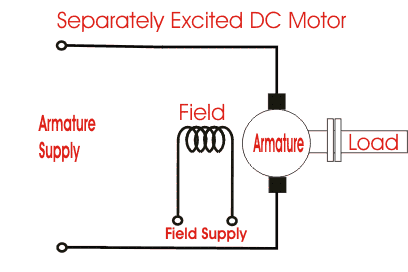 Separately Excited DC Motor
Field
Armature
Supply
Armature
Load
Field Supply